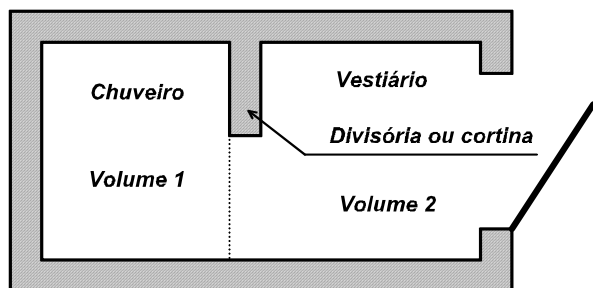 Chuveiro
Vestiário
Divisória ou cortina
Volume 1
Volume 2